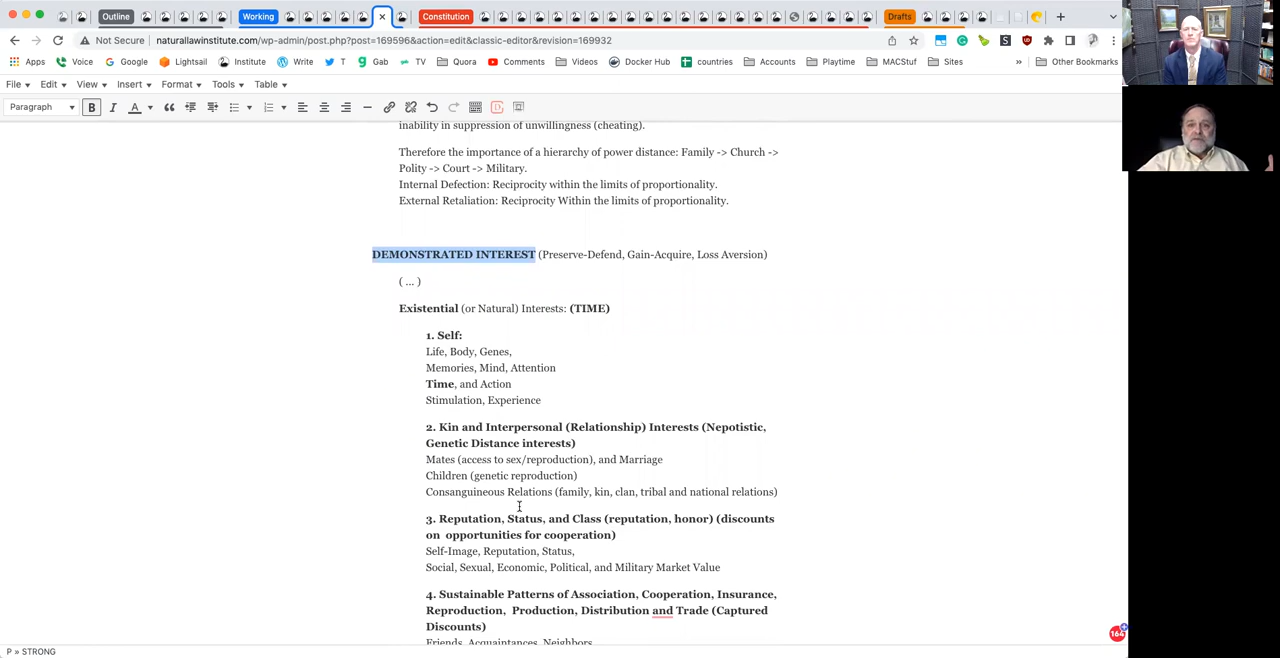 Outline
Working
Constitution
Drafts
Not Secure naturallawinstitute.com/wp-admin/post.php?post=169596&action=edit&classic-editor&revision=169932
Apps Voice Google Lightsail Institute Write T Gab TV Quora Comments Videos Docker Hub countries Accounts Playtime MACStuf Sites » Other Bookmarks
File Edit View Insert Format Tools Table
Paragraph B I A
inability in suppression of unwillingness (cheating).
Therefore the importance of a hierarchy of power distance: Family -> Church ->
Polity -> Court -> Military.
Internal Defection: Reciprocity within the limits of proportionality.
External Retaliation: Reciprocity Within the limits of proportionality.
DEMONSTRATED INTEREST (Preserve-Defend, Gain-Acquire, Loss Aversion)
( ... )
Existential (or Natural) Interests: (TIME)
1. Self:
Life, Body, Genes,
Memories, Mind, Attention
Time, and Action
Stimulation, Experience
2. Kin and Interpersonal (Relationship) Interests (Nepotistic,
Genetic Distance interests)
Mates (access to sex/reproduction), and Marriage
Children (genetic reproduction)
Consanguineous Relations (family, kin, clan, tribal and national relations)
3. Reputation, Status, and Class (reputation, honor) (discounts
on opportunities for cooperation)
Self-Image, Reputation, Status,
Social, Sexual, Economic, Political, and Military Market Value
4. Sustainable Patterns of Association, Cooperation, Insurance,
Reproduction, Production, Distribution and Trade (Captured
Discounts)
Friends, Acquaintances, Neighbors
164
P » STRONG